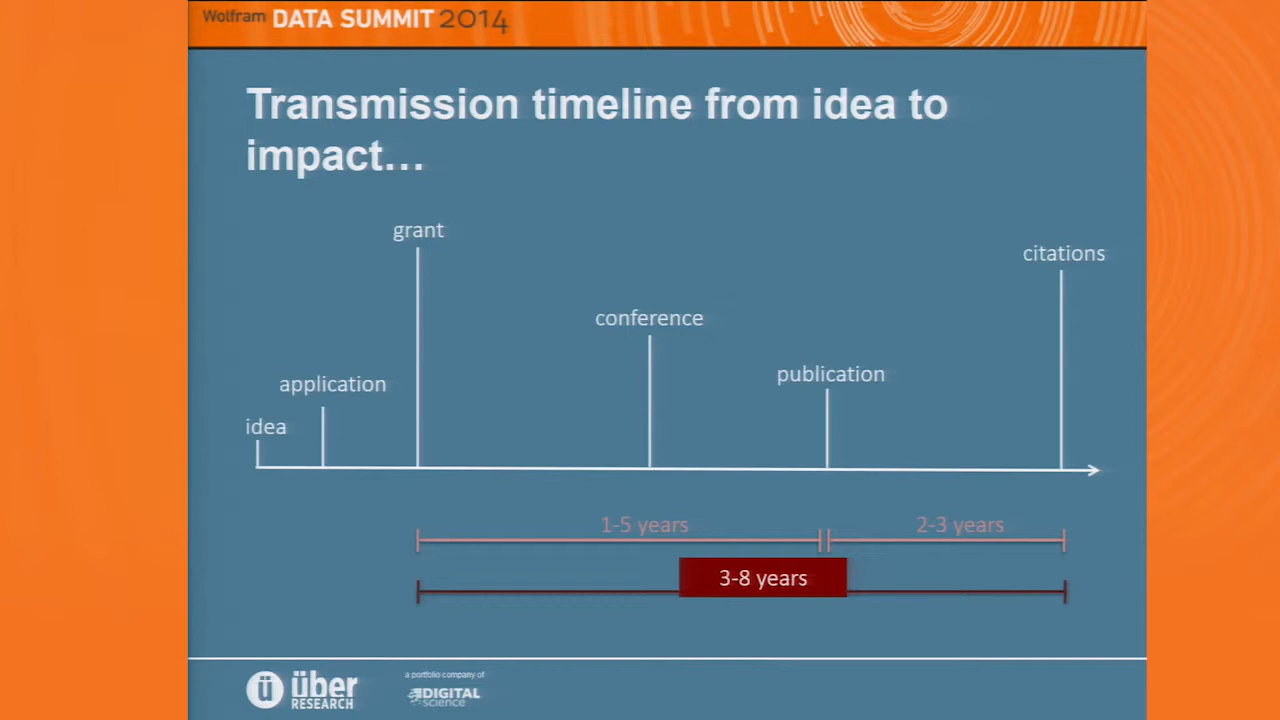 Wolfram DATA SUMMIT 2014
Transmission timeline from idea to
impact…
grant
citations
conference
publication
application
idea
1-5 years
2-3 years
3-8 years
ü über
RESEARCH
a portfolio company of
DIGITAL
science